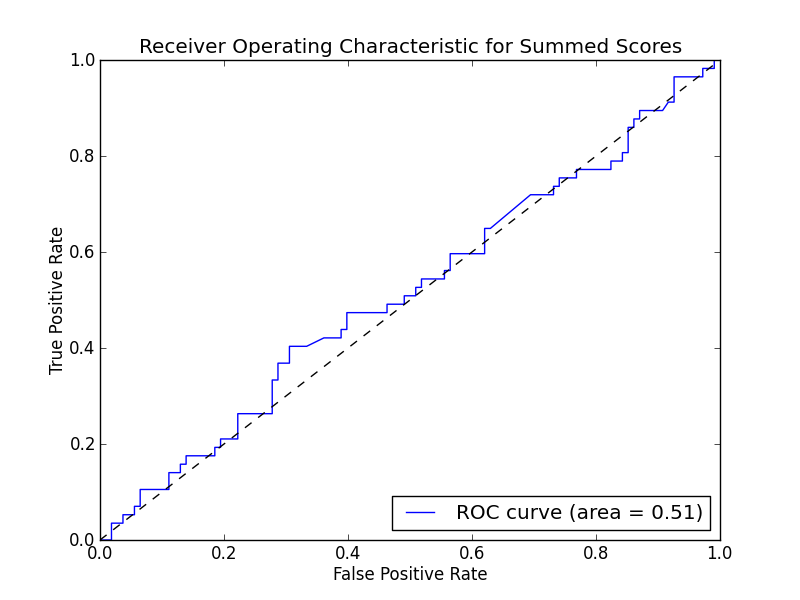 Receiver Operating Characteristic for Summed Scores
1.0
0.8
0.6
0.4
0.2
0.0
True Positive Rate
ROC curve (area = 0.51)
0.0 0.2 0.4 0.6 0.8 1.0
False Positive Rate